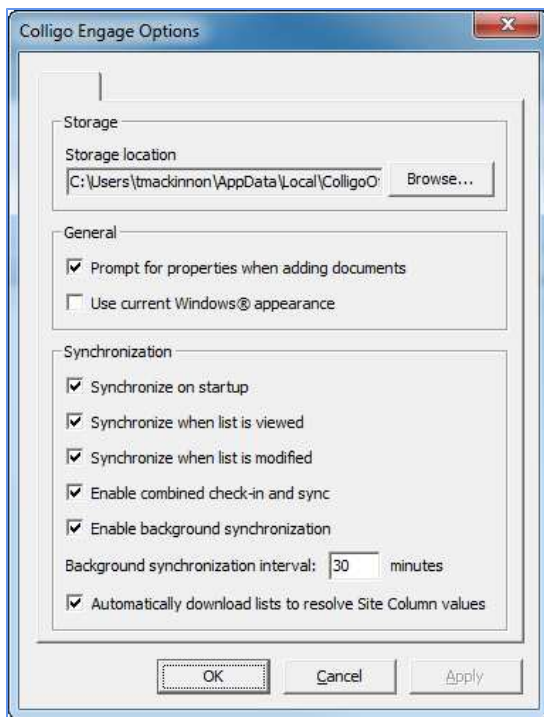 Colligo Engage Options
Storage
Storage location
C:\Users\tmackinnon\AppData\Local\ColligoO
Browse...
General
Prompt for properties when adding documents
Use current Windows® appearance
Synchronization
Synchronize on startup
Synchronize when list is viewed
Synchronize when list is modified
Enable combined check-in and sync
Enable background synchronization
Background synchronization interval: 30 minutes
Automatically download lists to resolve Site Column values
OK Cancel Apply